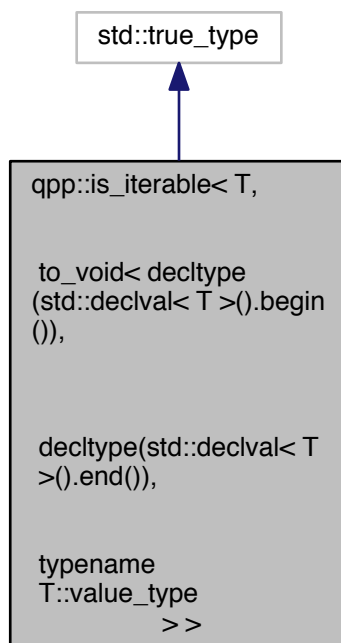 std::true_type
qpp::is_iterable< T,
to_void< decltype
(std::declval< T >().begin
()),
decltype(std::declval< T
>().end()),
typename
T::value_type
> >